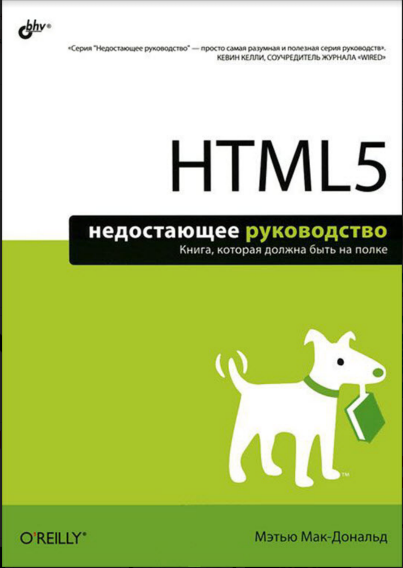 bhv®
«Серия "Недостающее руководство" — просто самая разумная и полезная серия руководств».
КЕВИН КЕЛЛИ, СОУЧРЕДИТЕЛЬ ЖУРНАЛА «WIRED»
HTML5
недостающее руководство
Книга, которая должна быть на полке
TM
O'REILLY®
Мэтью Мак-Дональд